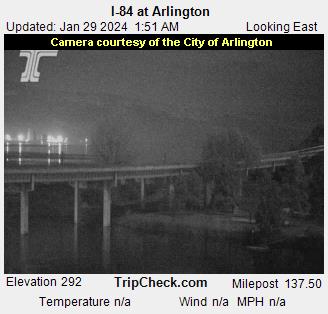 I-84 at Arlington
Updated: Jan 29 2024 1:51 AM Looking East
Camera courtesy of the City of Arlington
Elevation 292 TripCheck.com Milepost 137.50
Temperature n/a Wind n/a MPH n/a